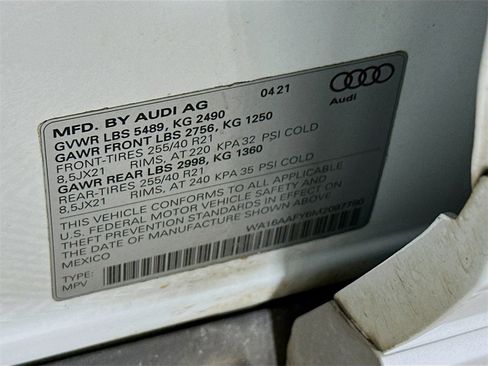 MFD. BY AUDI AG 04 21
GVWR LBS 5489, KG 2490
GAWR FRONT LBS 2756, KG 1250
FRONT-TIRES 255/40 R21
8,5JX21 RIMS, AT 220 KPA 32 PSI COLD
GAWR REAR LBS 2998, KG 1360
REAR-TIRES 255/40 R21
8,5JX21 RIMS, AT 240 KPA 35 PSI COLD
THIS VEHICLE CONFORMS TO ALL APPLICABLE
U.S. FEDERAL MOTOR VEHICLE SAFETY AND
THEFT PREVENTION STANDARDS IN EFFECT ON
THE DATE OF MANUFACTURE SHOWN ABOVE
MEXICO
TYPE:
MPV
Audi